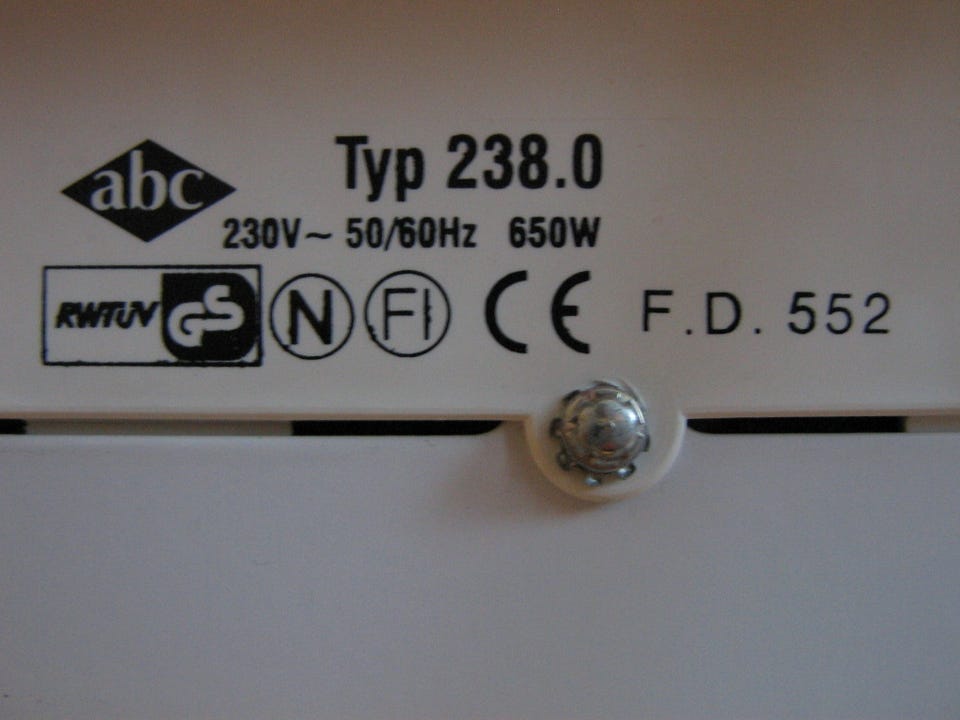 abc
Typ 238.0
230V~ 50/60Hz 650W
RWTÜV GS N FI CE F.D. 552